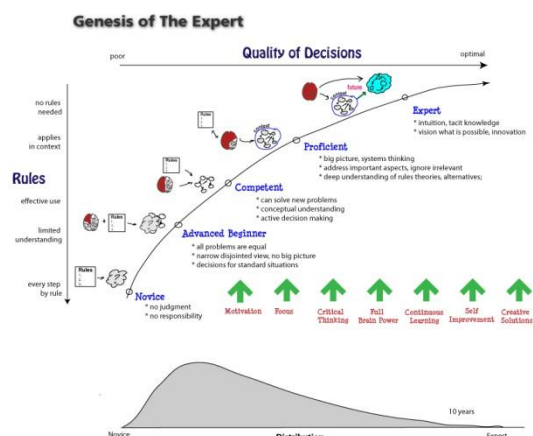 Genesis of The Expert
Quality of Decisions
poor
optimal
Rules
no rules
needed
applies
in context
effective use
limited
understanding
every step
by rule
Rules
Rules
Rules
Rules
Rules
context
context
future
Expert
* intuition, tacit knowledge
* vision what is possible, innovation
Proficient
* big picture, systems thinking
* address important aspects, ignore irrelevant
* deep understanding of rules theories, alternatives;
Competent
* can solve new problems
* conceptual understanding
* active decision making
Advanced Beginner
* all problems are equal
* narrow disjointed view, no big picture
* decisions for standard situations
Novice
* no judgment
* no responsibility
Motivation
Focus
Critical
Thinking
Full
Brain Power
Continuous
Learning
Self
Improvement
Creative
Solutions
10 years
Novice
Distribution
Expert